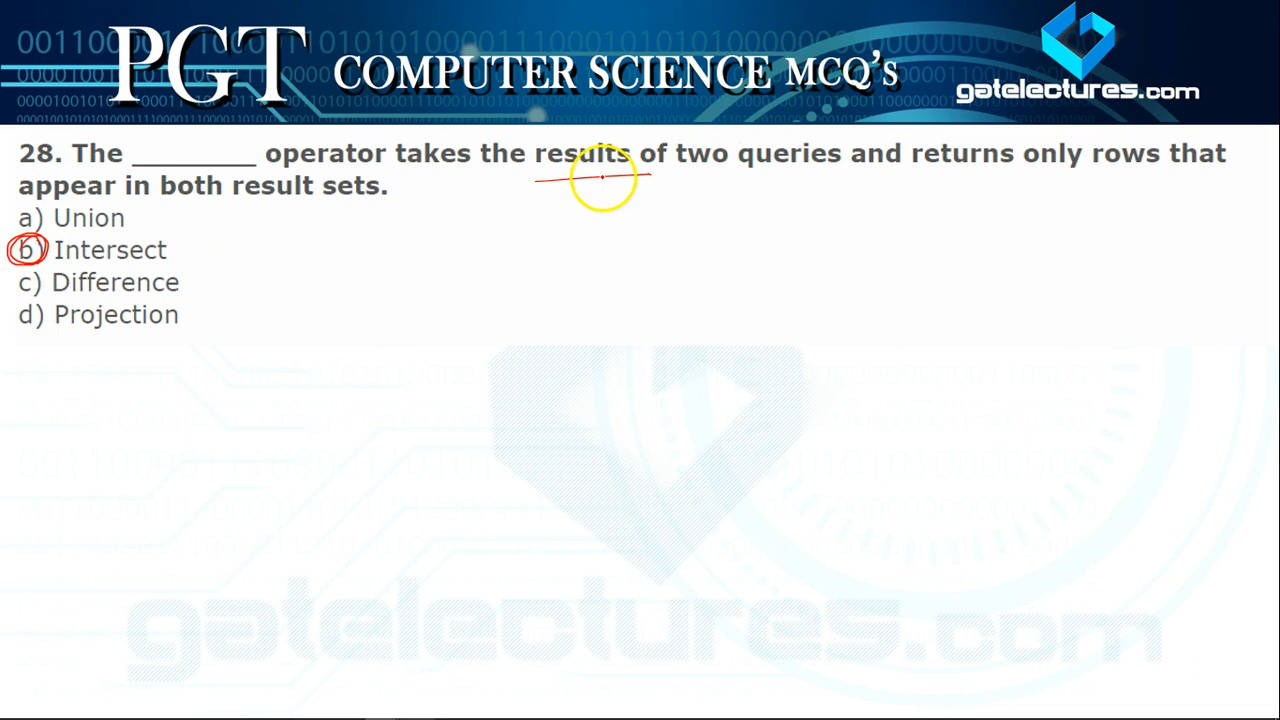 PGT COMPUTER SCIENCE MCQ's
gatelectures.com
28. The ________ operator takes the results of two queries and returns only rows that
appear in both result sets.
a) Union
b) Intersect
c) Difference
d) Projection
gatelectures.com